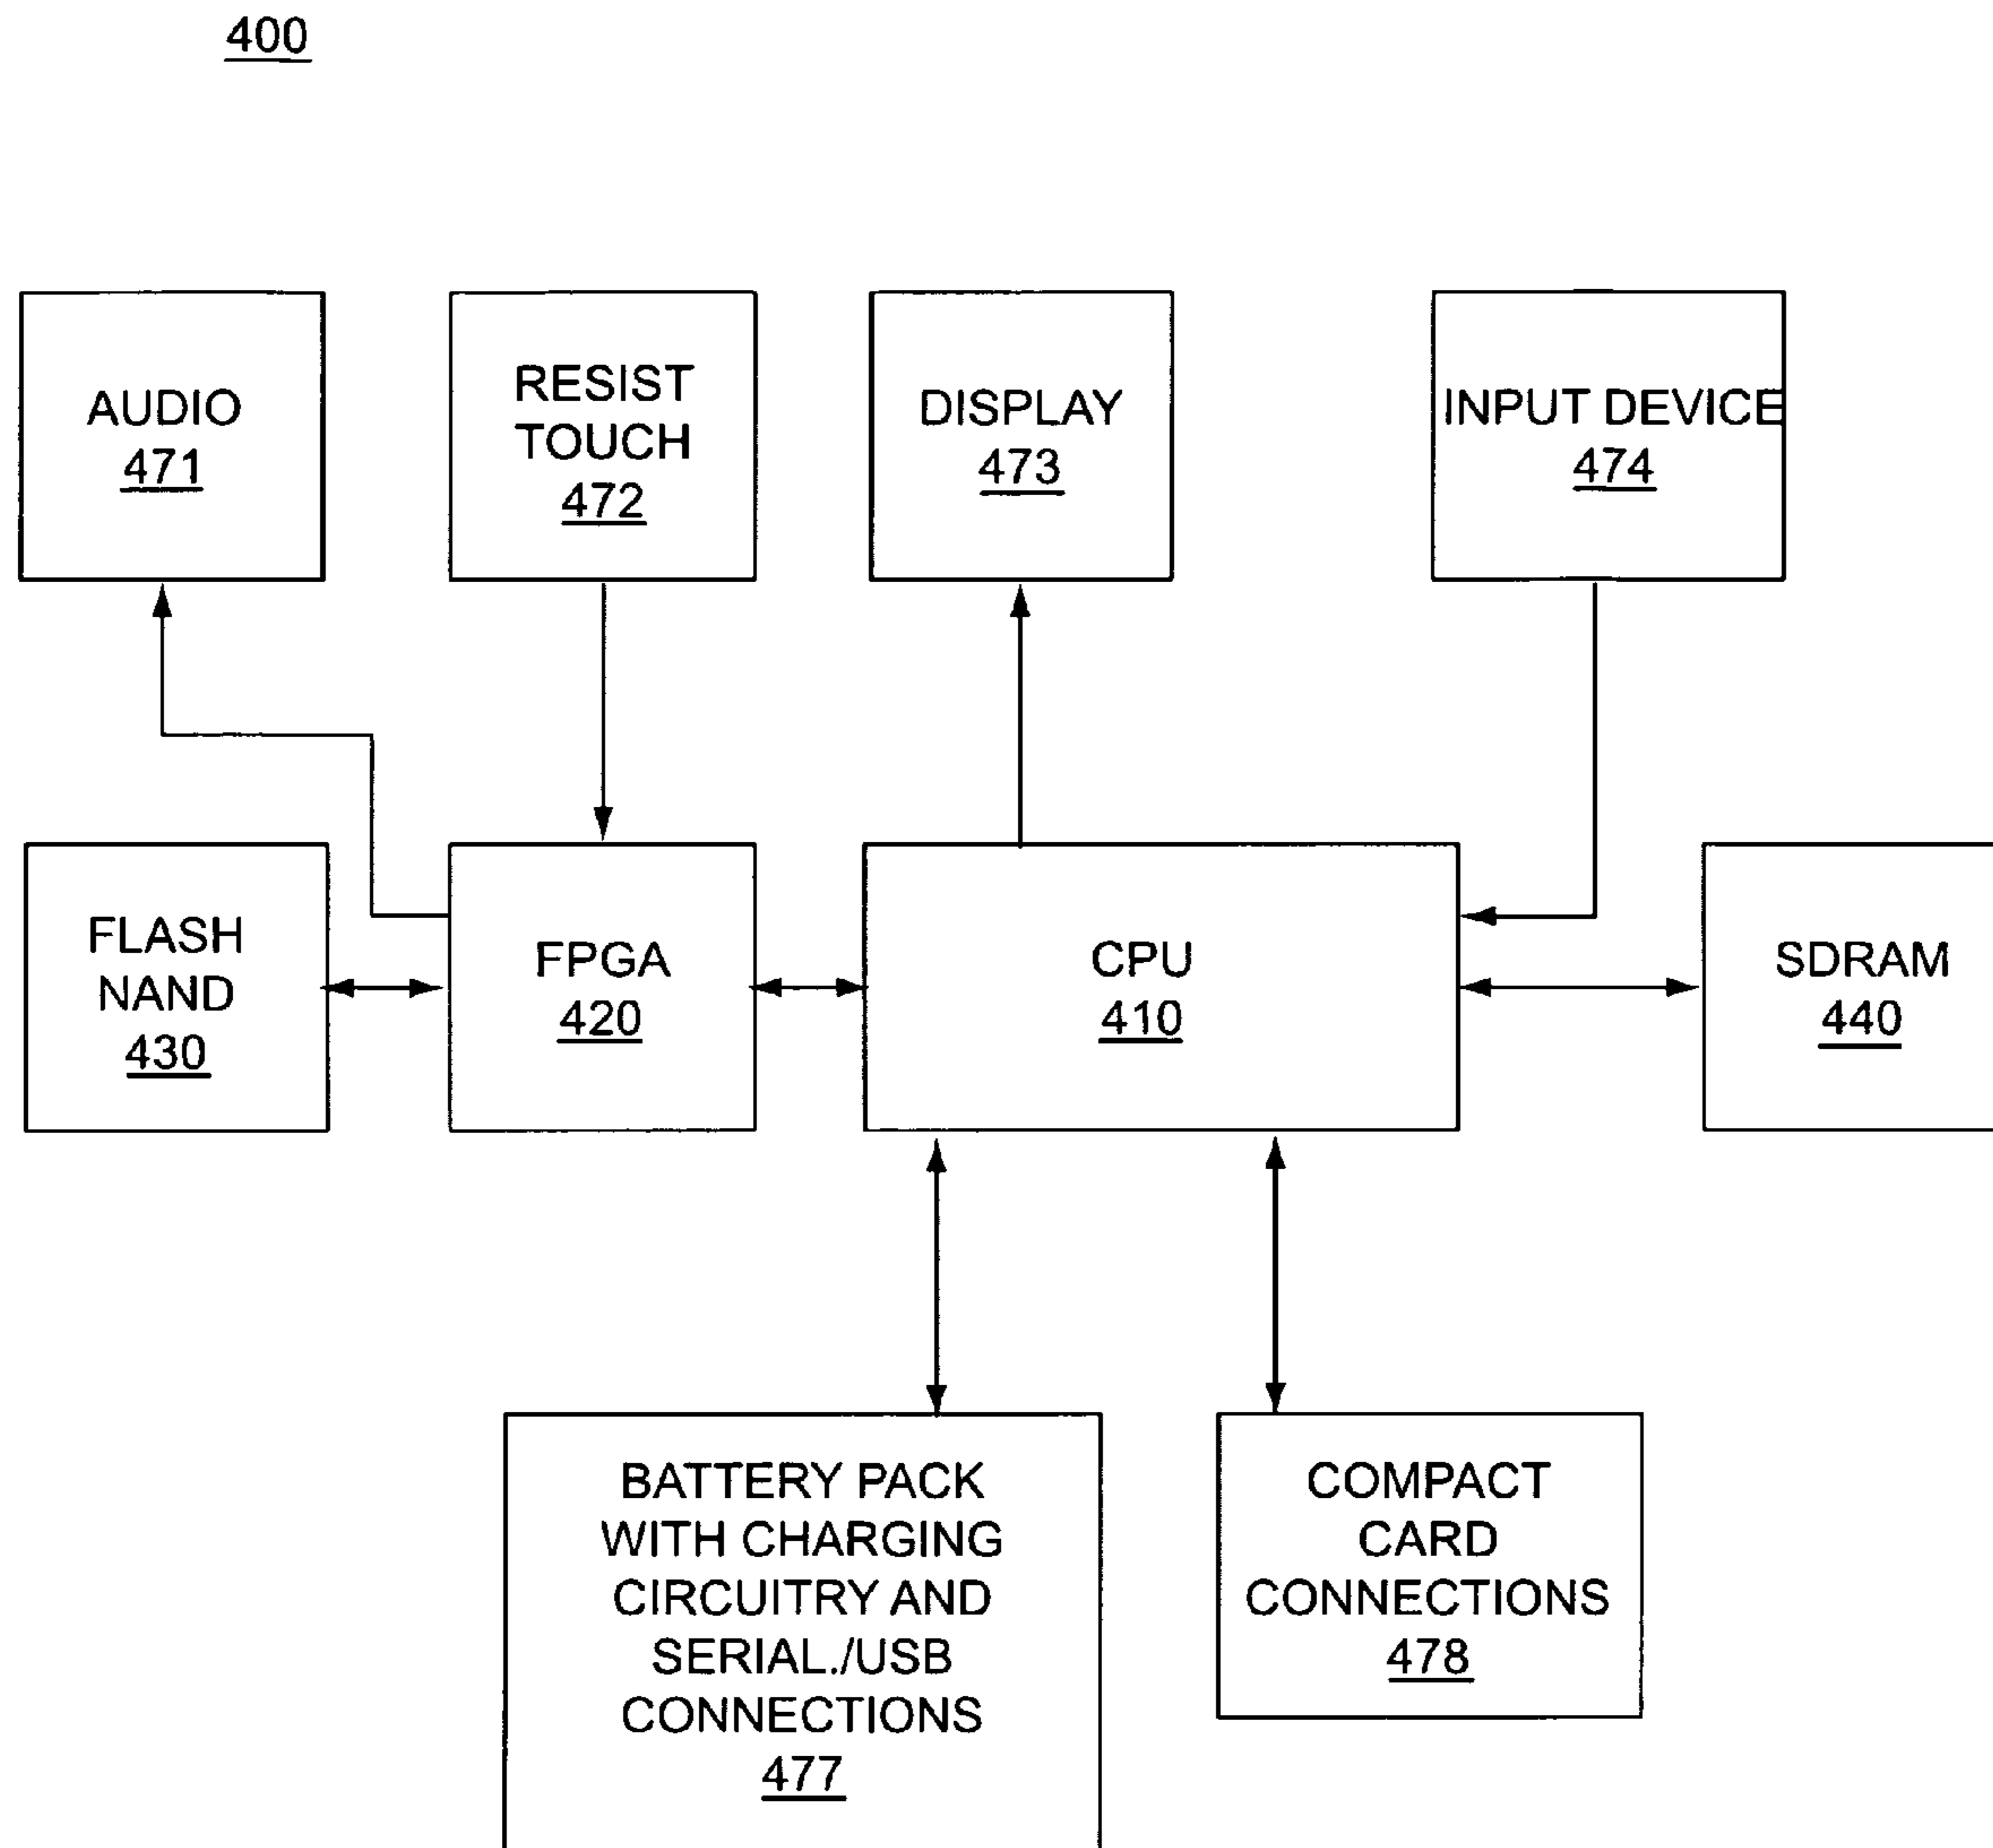 400
AUDIO
471
RESIST
TOUCH
472
DISPLAY
473
INPUT DEVICE
474
FLASH
NAND
430
FPGA
420
CPU
410
SDRAM
440
BATTERY PACK
WITH CHARGING
CIRCUITRY AND
SERIAL./USB
CONNECTIONS
477
COMPACT
CARD
CONNECTIONS
478